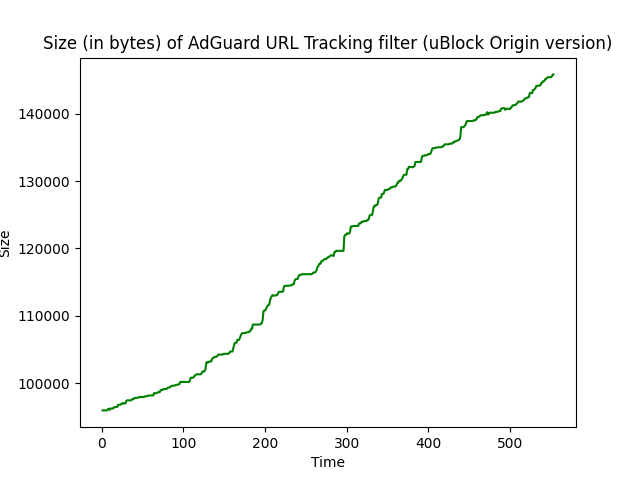 Size (in bytes) of AdGuard URL Tracking filter (uBlock Origin version)
140000
130000
120000
110000
100000
Size
0 100 200 300 400 500
Time